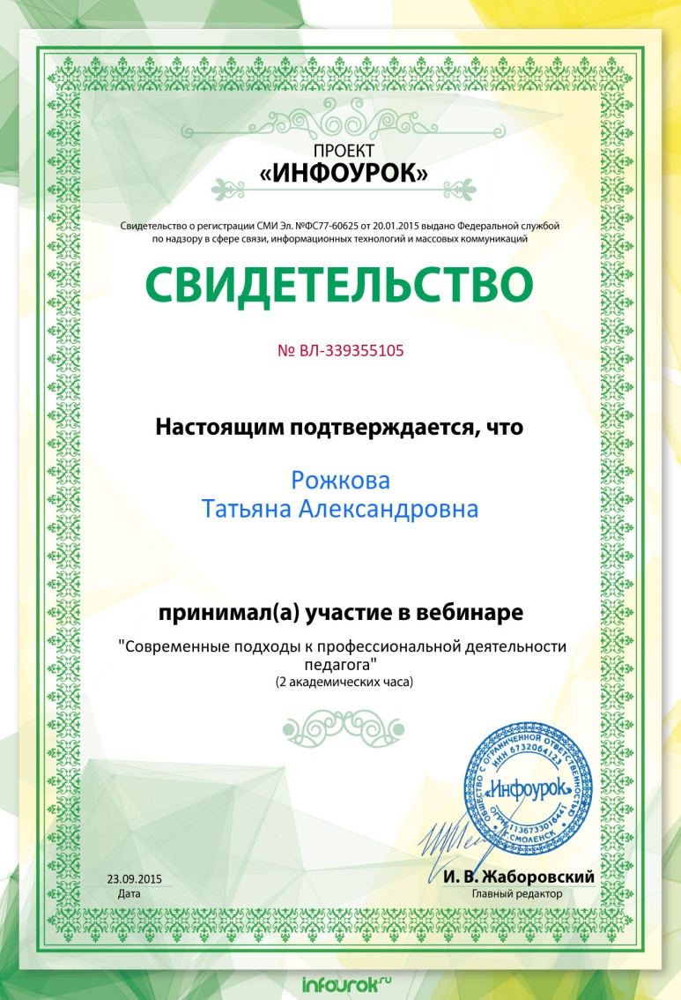 ПРОЕКТ
«ИНФОУРОК»
Свидетельство о регистрации СМИ Эл. №ФС77-60625 от 20.01.2015 выдано Федеральной службой
по надзору в сфере связи, информационных технологий и массовых коммуникаций
СВИДЕТЕЛЬСТВО
№ ВЛ-339355105
Настоящим подтверждается, что
Рожкова
Татьяна Александровна
принимал(а) участие в вебинаре
"Современные подходы к профессиональной деятельности
педагога"
(2 академических часа)
ОБЩЕСТВО С ОГРАНИЧЕННОЙ ОТВЕТСТВЕННОСТЬЮ
ИНН 6732064123
«Инфоурок»
ОГРН 1136733016441
г.СМОЛЕНСК
23.09.2015
Дата
И. В. Жаборовский
Главный редактор
infourok.ru